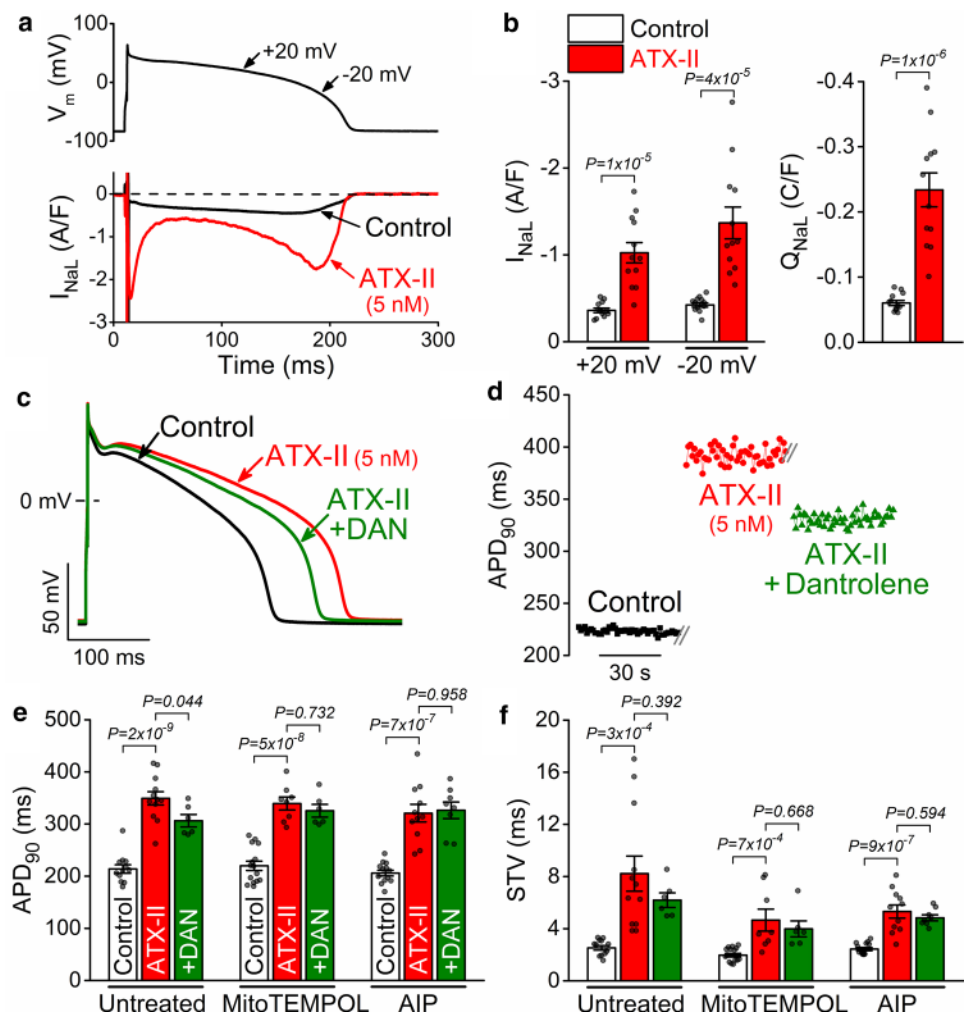 a
100
0
-100
V_m (mV)
+20 mV
-20 mV
0
-1
-2
-3
I_NaL (A/F)
Control
ATX-II
(5 nM)
0
100
200
300
Time (ms)
b
Control
ATX-II
-3
-2
-1
0
I_NaL (A/F)
P=1x10^-5
P=4x10^-5
+20 mV
-20 mV
-0.4
-0.3
-0.2
-0.1
0.0
Q_NaL (C/F)
P=1x10^-6
c
Control
ATX-II (5 nM)
ATX-II
+DAN
0 mV
50 mV
100 ms
d
450
400
350
300
250
200
APD_90 (ms)
ATX-II
(5 nM)
ATX-II
+ Dantrolene
Control
30 s
e
500
400
300
200
100
0
APD_90 (ms)
P=0.044
P=2x10^-9
P=0.732
P=5x10^-8
P=0.958
P=7x10^-7
Control
ATX-II
+DAN
Control
ATX-II
+DAN
Control
ATX-II
+DAN
Untreated
MitoTEMPOL
AIP
f
20
16
12
8
4
0
STV (ms)
P=0.392
P=3x10^-4
P=0.668
P=7x10^-4
P=0.594
P=9x10^-7
Untreated
MitoTEMPOL
AIP